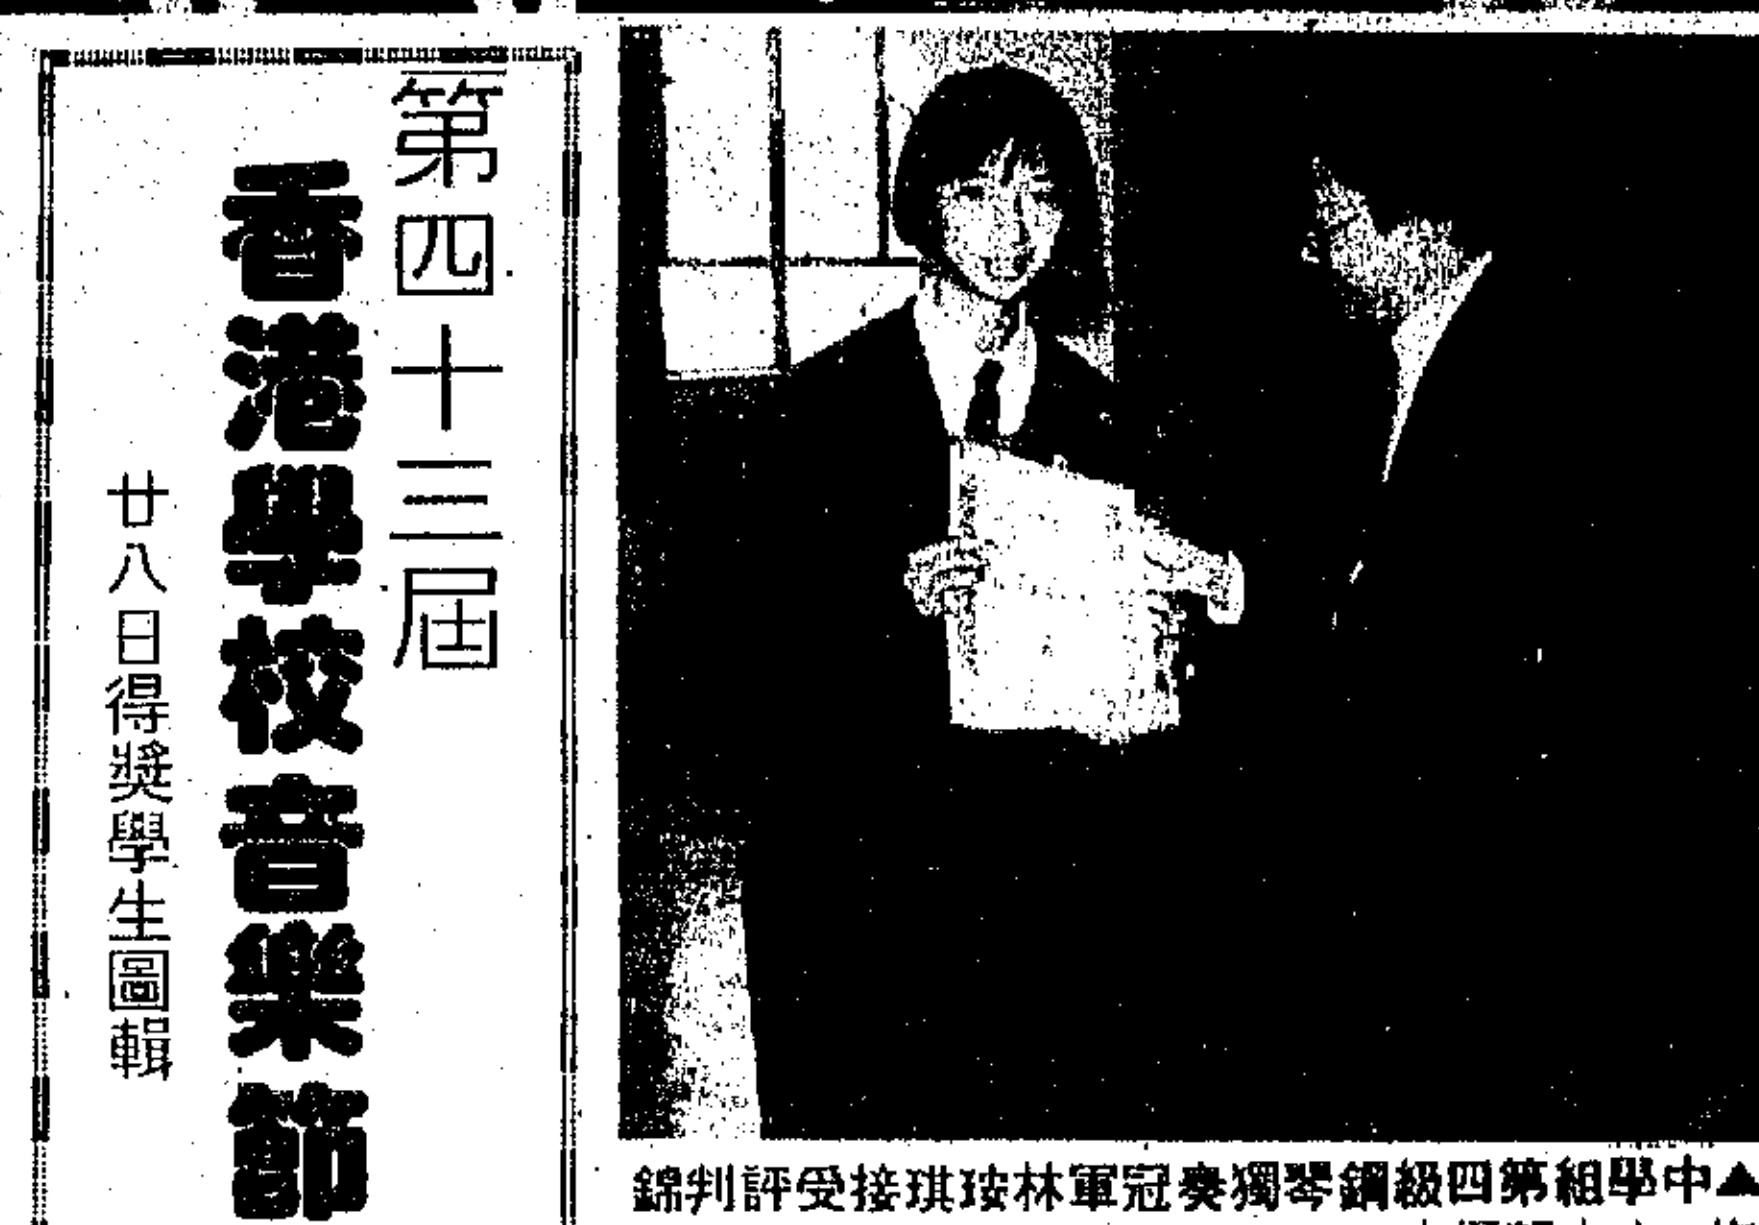 第四十三屆
香港學校音樂節
廿八日得奬學生圖輯
▲中學組第四級鋼琴獨奏冠軍林㛄琪接受評判錦